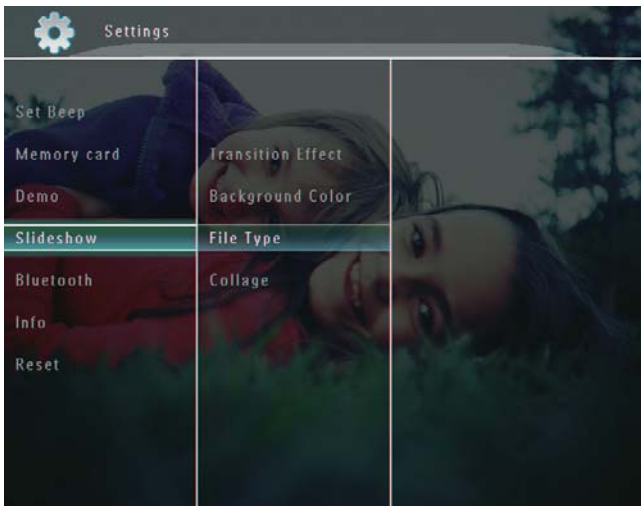 Settings
Set Beep
Memory card
Demo
Slideshow
Bluetooth
Info
Reset
Transition Effect
Background Color
File Type
Collage